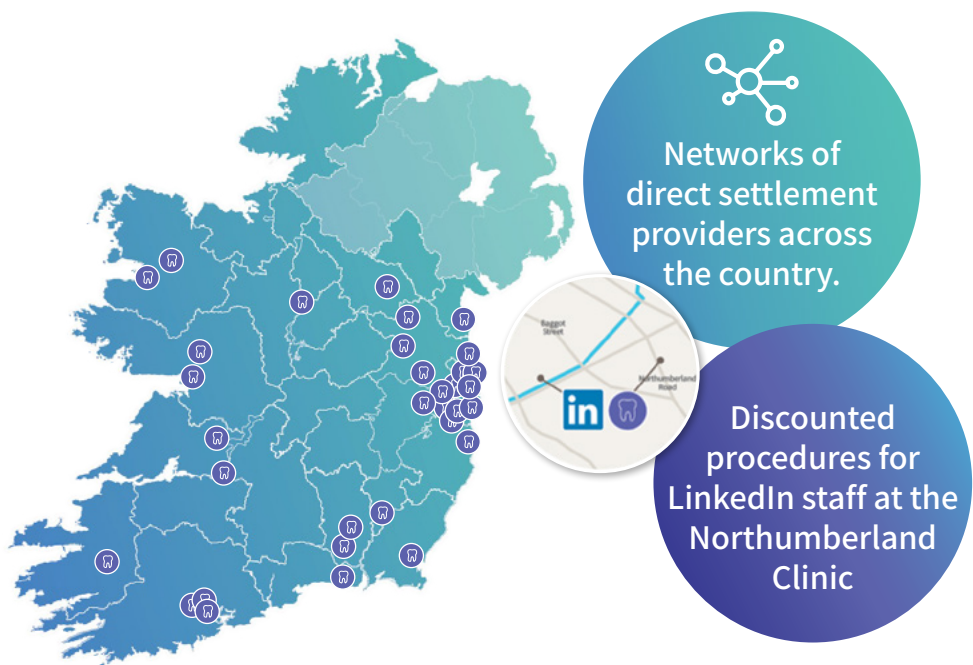 Networks of
direct settlement
providers across
the country.
Baggot
Street
Northumberland
Road
in
Discounted
procedures for
LinkedIn staff at the
Northumberland
Clinic